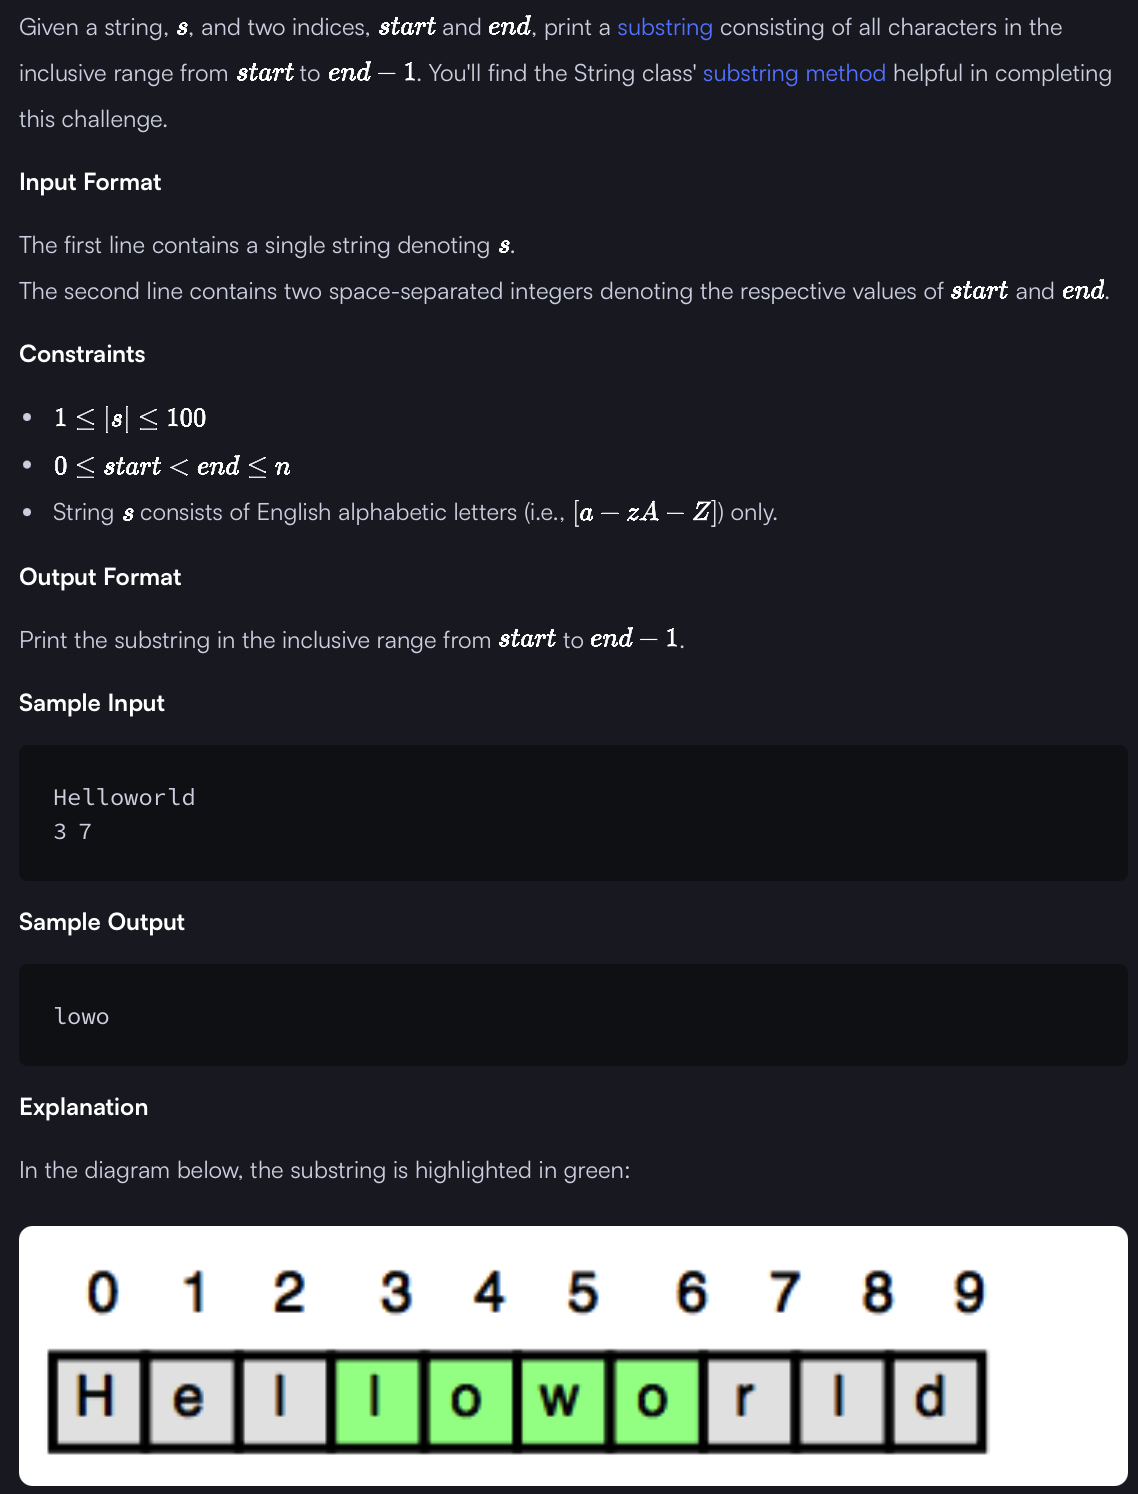 Given a string, s, and two indices, start and end, print a substring consisting of all characters in the
inclusive range from start to end − 1. You'll find the String class' substring method helpful in completing
this challenge.
Input Format
The first line contains a single string denoting s.
The second line contains two space-separated integers denoting the respective values of start and end.
Constraints
• 1 ≤ |s| ≤ 100
• 0 ≤ start < end ≤ n
• String s consists of English alphabetic letters (i.e., [a − zA − Z]) only.
Output Format
Print the substring in the inclusive range from start to end − 1.
Sample Input
Helloworld
3 7
Sample Output
lowo
Explanation
In the diagram below, the substring is highlighted in green:
0 1 2 3 4 5 6 7 8 9
H e l l o w o r l d